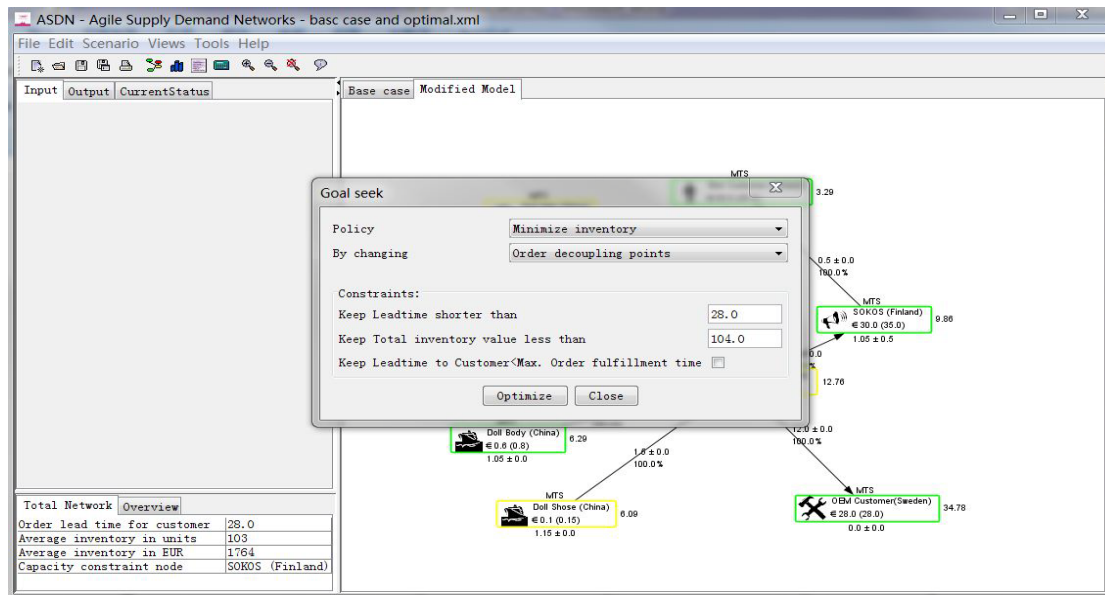 ASDN - Agile Supply Demand Networks - basc case and optimal.xml
File Edit Scenario Views Tools Help
Input Output CurrentStatus
Base case Modified Model
MTS
3.29
Goal seek
Policy Minimize inventory
By changing Order decoupling points
Constraints:
Keep Leadtime shorter than 28.0
Keep Total inventory value less than 104.0
Keep Leadtime to Customer<Max. Order fulfillment time
Optimize Close
0.5 ± 0.0
100.0%
MTS
SOKOS (Finland)
€ 30.0 (35.0)
9.86
1.05 ± 0.5
12.76
Doll Body (China)
€ 0.6 (0.8)
6.29
1.05 ± 0.0
1.6 ± 0.0
100.0%
12.0 ± 0.0
100.0%
MTS
Doll Shose (China)
€ 0.1 (0.15)
6.09
1.15 ± 0.0
MTS
OEM Customer(Sweden)
€ 28.0 (28.0)
34.78
0.0 ± 0.0
Total Network Overview
Order lead time for customer 28.0
Average inventory in units 103
Average inventory in EUR 1764
Capacity constraint node SOKOS (Finland)